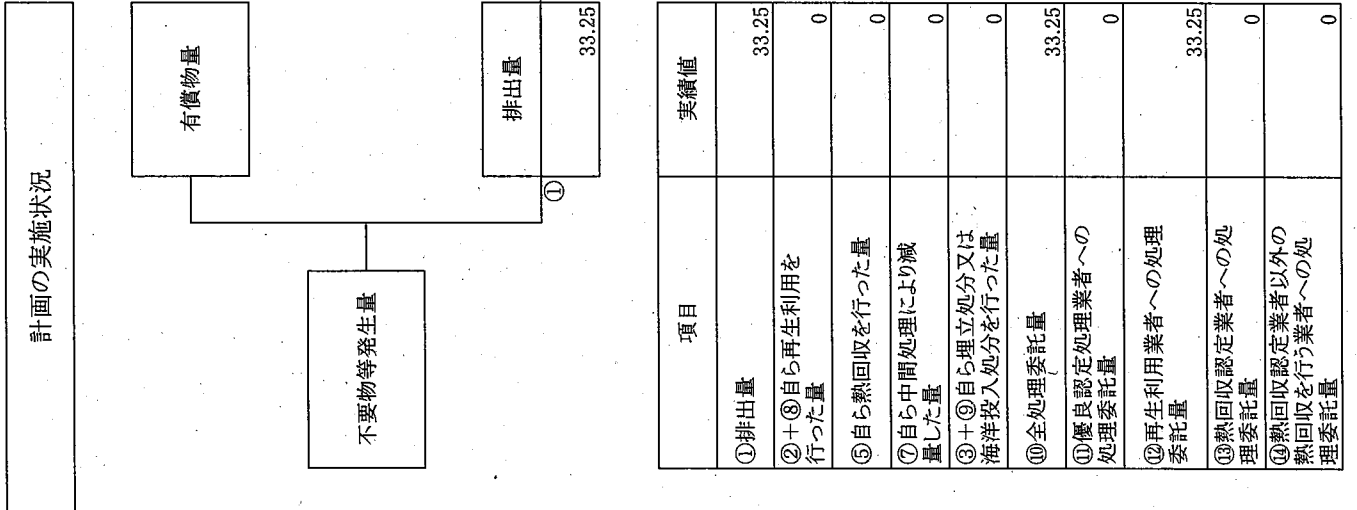 計画の実施状況
有償物量
不要物等発生量
排出量
①
33.25
項目 実績値
①排出量 33.25
②+⑧自ら再生利用を
行った量 0
⑤自ら熱回収を行った量 0
⑦自ら中間処理により減
量した量 0
③+⑨自ら埋立処分又は
海洋投入処分を行った量 0
⑩全処理委託量 33.25
⑪優良認定処理業者への
処理委託量 0
⑫再生利用業者への処理
委託量 33.25
⑬熱回収認定業者への処
理委託量 0
⑭熱回収認定業者以外の
熱回収を行う業者への処
理委託量 0